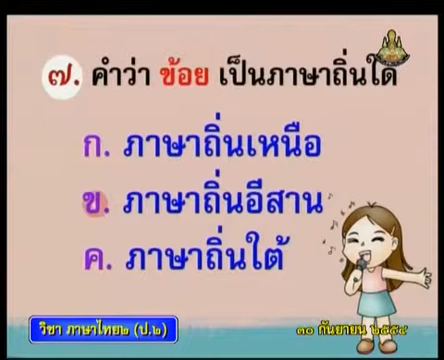 ๗. คำว่า ข้อย เป็นภาษาถิ่นใด
ก. ภาษาถิ่นเหนือ
ข. ภาษาถิ่นอีสาน
ค. ภาษาถิ่นใต้
วิชา ภาษาไทย๒ (ป.๒)
๓๐ กันยายน ๒๕๕๔